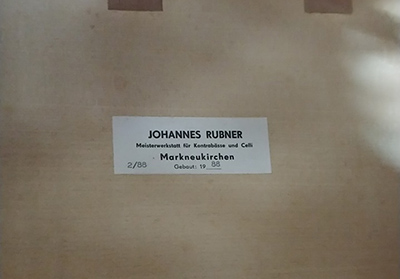 JOHANNES RUBNER
Meisterwerkstatt für Kontrabässe und Celli
Markneukirchen
2/88 Gebaut: 19 88